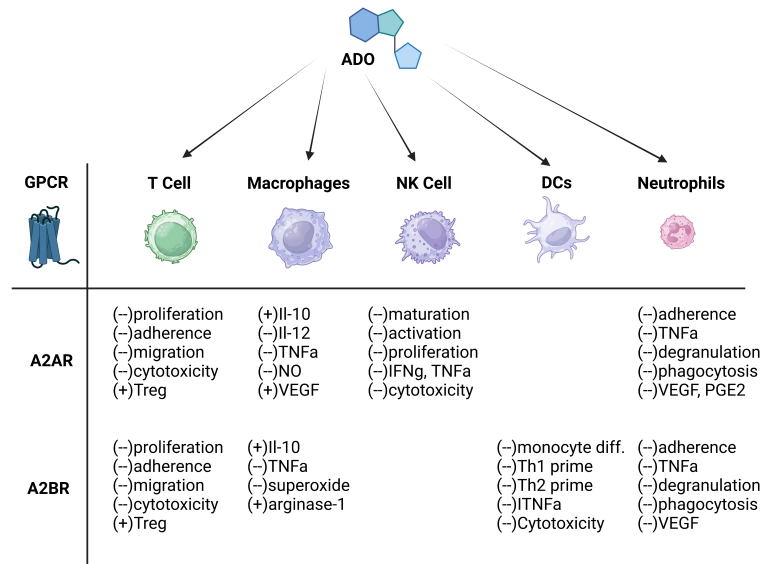 ADO
GPCR
T Cell
Macrophages
NK Cell
DCs
Neutrophils
A2AR
(--)proliferation
(--)adherence
(--)migration
(--)cytotoxicity
(+)Treg
(+)Il-10
(--)Il-12
(--)TNFa
(--)NO
(+)VEGF
(--)maturation
(--)activation
(--)proliferation
(--)IFNg, TNFa
(--)cytotoxicity
(--)adherence
(--)TNFa
(--)degranulation
(--)phagocytosis
(--)VEGF, PGE2
A2BR
(--)proliferation
(--)adherence
(--)migration
(--)cytotoxicity
(+)Treg
(+)Il-10
(--)TNFa
(--)superoxide
(+)arginase-1
(--)monocyte diff.
(--)Th1 prime
(--)Th2 prime
(--)ITNFa
(--)Cytotoxicity
(--)adherence
(--)TNFa
(--)degranulation
(--)phagocytosis
(--)VEGF